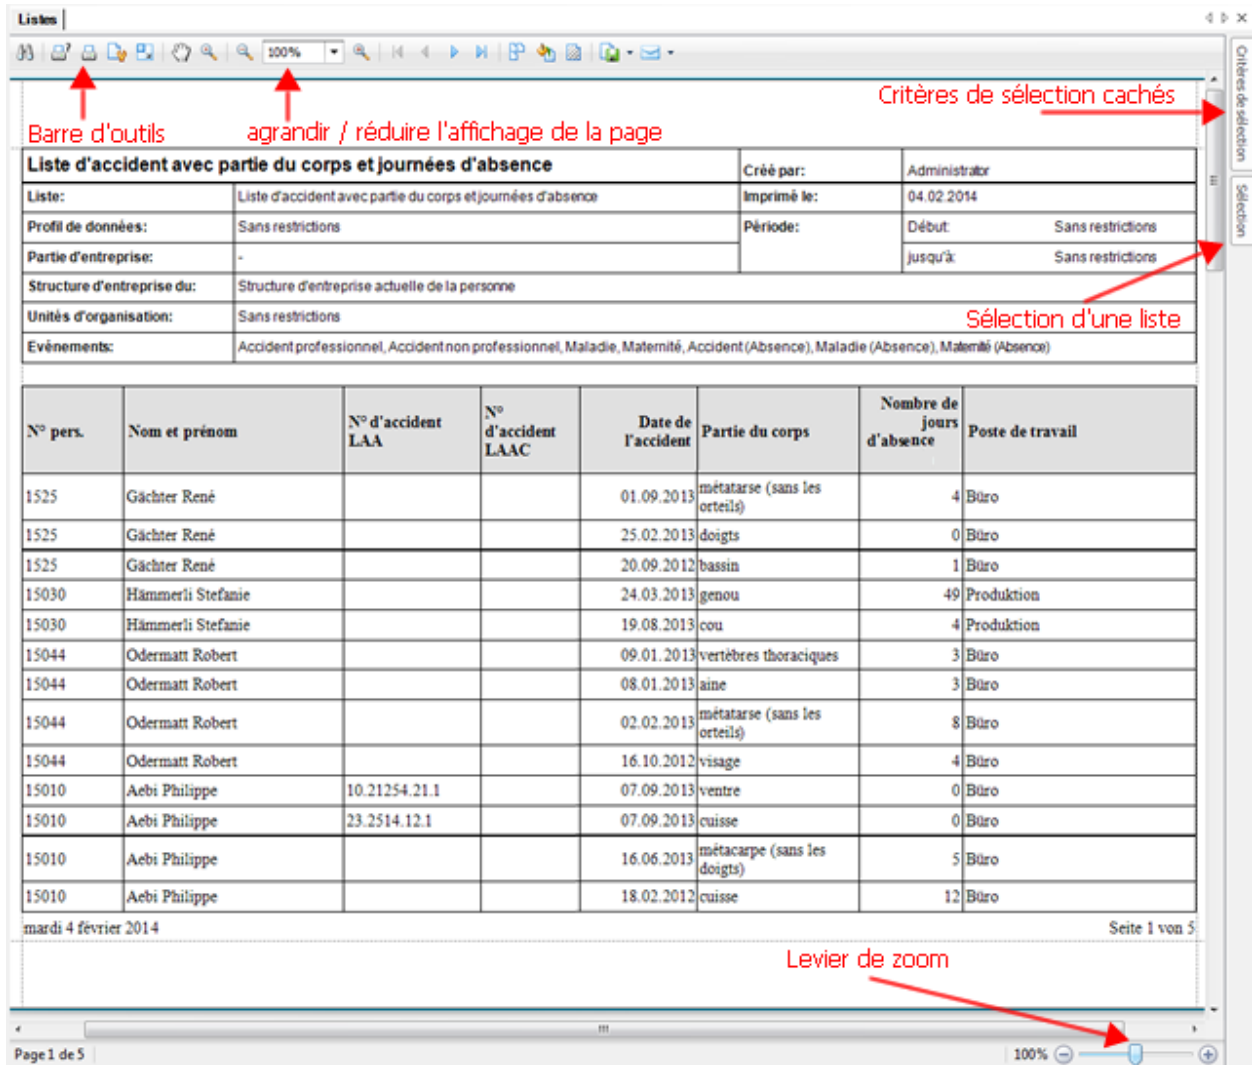 Listes
100%
Critères de sélection
Sélection
Critères de sélection cachés
Barre d'outils
agrandir / réduire l'affichage de la page
Liste d'accident avec partie du corps et journées d'absence
Créé par: Administrator
Liste: Liste d'accident avec partie du corps et journées d'absence Imprimé le: 04.02.2014
Profil de données: Sans restrictions Période: Début: Sans restrictions
Partie d'entreprise: - jusqu'à: Sans restrictions
Structure d'entreprise du: Structure d'entreprise actuelle de la personne
Unités d'organisation: Sans restrictions
Sélection d'une liste
Evénements: Accident professionnel, Accident non professionnel, Maladie, Maternité, Accident (Absence), Maladie (Absence), Maternité (Absence)
N° pers. Nom et prénom N° d'accident LAA N° d'accident LAAC Date de l'accident Partie du corps Nombre de jours d'absence Poste de travail
1525 Gächter René 01.09.2013 métatarse (sans les orteils) 4 Büro
1525 Gächter René 25.02.2013 doigts 0 Büro
1525 Gächter René 20.09.2012 bassin 1 Büro
15030 Hämmerli Stefanie 24.03.2013 genou 49 Produktion
15030 Hämmerli Stefanie 19.08.2013 cou 4 Produktion
15044 Odermatt Robert 09.01.2013 vertèbres thoraciques 3 Büro
15044 Odermatt Robert 08.01.2013 aine 3 Büro
15044 Odermatt Robert 02.02.2013 métatarse (sans les orteils) 8 Büro
15044 Odermatt Robert 16.10.2012 visage 4 Büro
15010 Aebi Philippe 10.21254.21.1 07.09.2013 ventre 0 Büro
15010 Aebi Philippe 23.2514.12.1 07.09.2013 cuisse 0 Büro
15010 Aebi Philippe 16.06.2013 métacarpe (sans les doigts) 5 Büro
15010 Aebi Philippe 18.02.2012 cuisse 12 Büro
mardi 4 février 2014 Seite 1 von 5
Levier de zoom
Page 1 de 5 100%